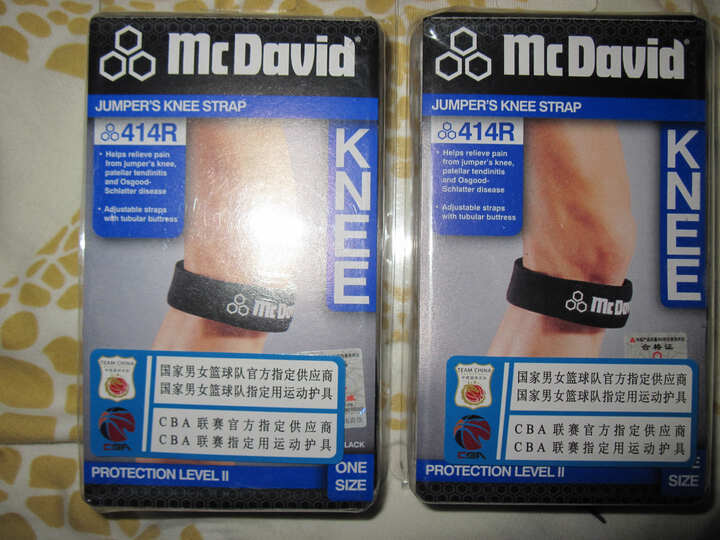 McDavid®
JUMPER'S KNEE STRAP
414R
• Helps relieve pain
from jumper's knee,
patellar tendinitis
and Osgood-
Schlatter disease
• Adjustable straps
with tubular buttress
KNEE
McDavid
TEAM CHINA
国家男女篮球队官方指定供应商
国家男女篮球队指定用运动护具
CBA
CBA 联赛官方指定供应商
CBA 联赛指定用运动护具
BLACK
PROTECTION LEVEL II
ONE
SIZE
McDavid®
JUMPER'S KNEE STRAP
414R
• Helps relieve pain
from jumper's knee,
patellar tendinitis
and Osgood-
Schlatter disease
• Adjustable straps
with tubular buttress
KNEE
McDavid
合格证
TEAM CHINA
国家男女篮球队官方指定供应商
国家男女篮球队指定用运动护具
CBA
CBA 联赛官方指定供应商
CBA 联赛指定用运动护具
PROTECTION LEVEL II
SIZE